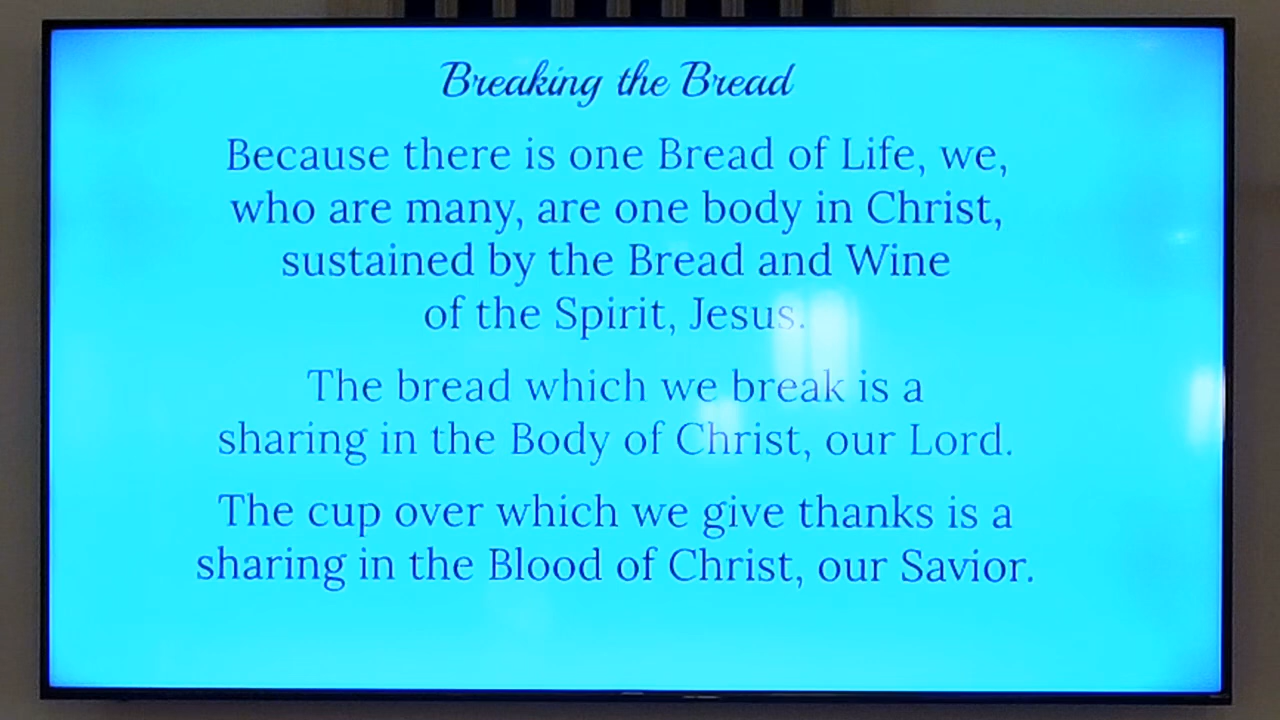 Breaking the Bread
Because there is one Bread of Life, we,
who are many, are one body in Christ,
sustained by the Bread and Wine
of the Spirit, Jesus.
The bread which we break is a
sharing in the Body of Christ, our Lord.
The cup over which we give thanks is a
sharing in the Blood of Christ, our Savior.